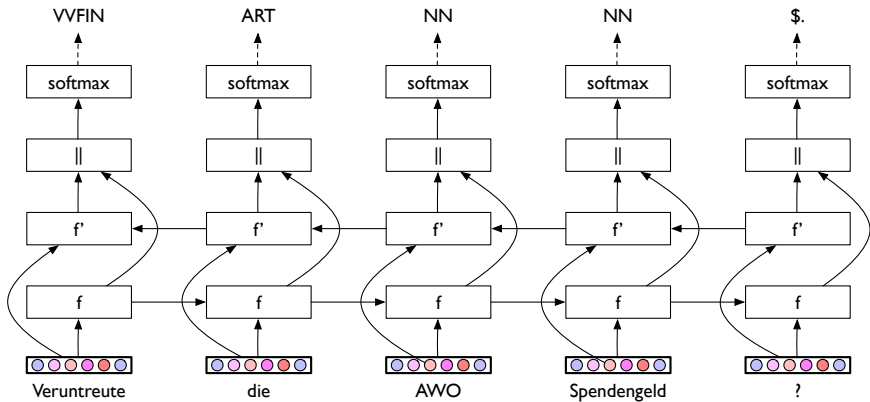 VVFIN ART NN NN $.
softmax softmax softmax softmax softmax
|| || || || ||
f' f' f' f' f'
f f f f f
Veruntreute die AWO Spendengeld ?